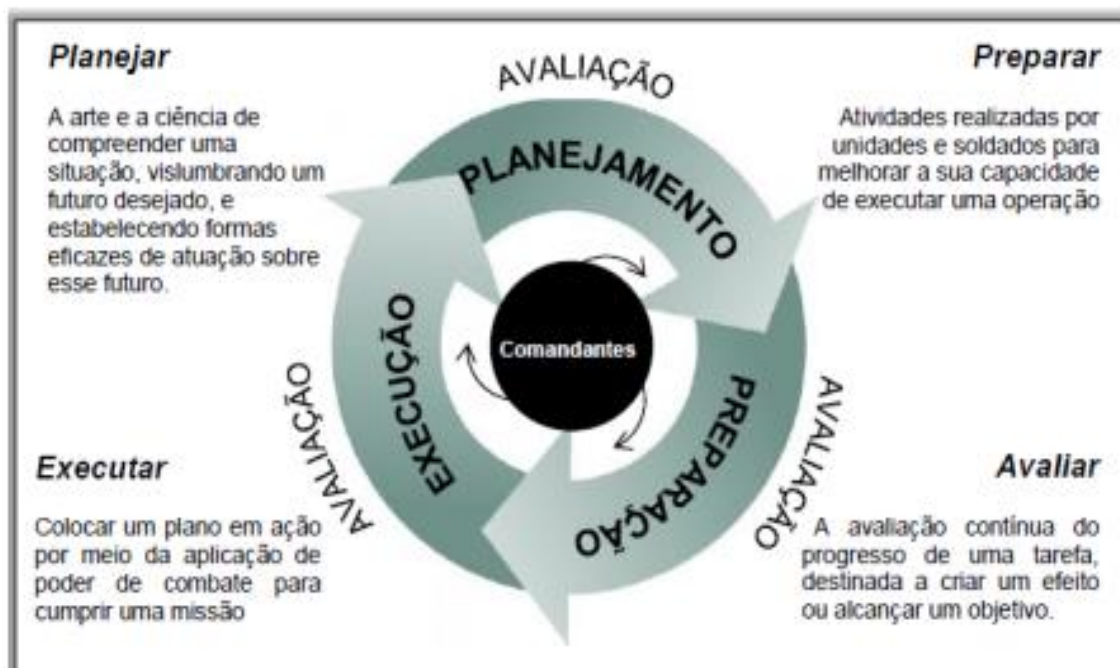 Planejar
A arte e a ciência de
compreender uma
situação, vislumbrando um
futuro desejado, e
estabelecendo formas
eficazes de atuação sobre
esse futuro.
AVALIAÇÃO
PLANEJAMENTO
Preparar
Atividades realizadas por
unidades e soldados para
melhorar a sua capacidade
de executar uma operação
Comandantes
EXECUÇÃO
PREPARAÇÃO
AVALIAÇÃO
AVALIAÇÃO
Executar
Colocar um plano em ação
por meio da aplicação de
poder de combate para
cumprir uma missão
Avaliar
A avaliação contínua do
progresso de uma tarefa,
destinada a criar um efeito
ou alcançar um objetivo.